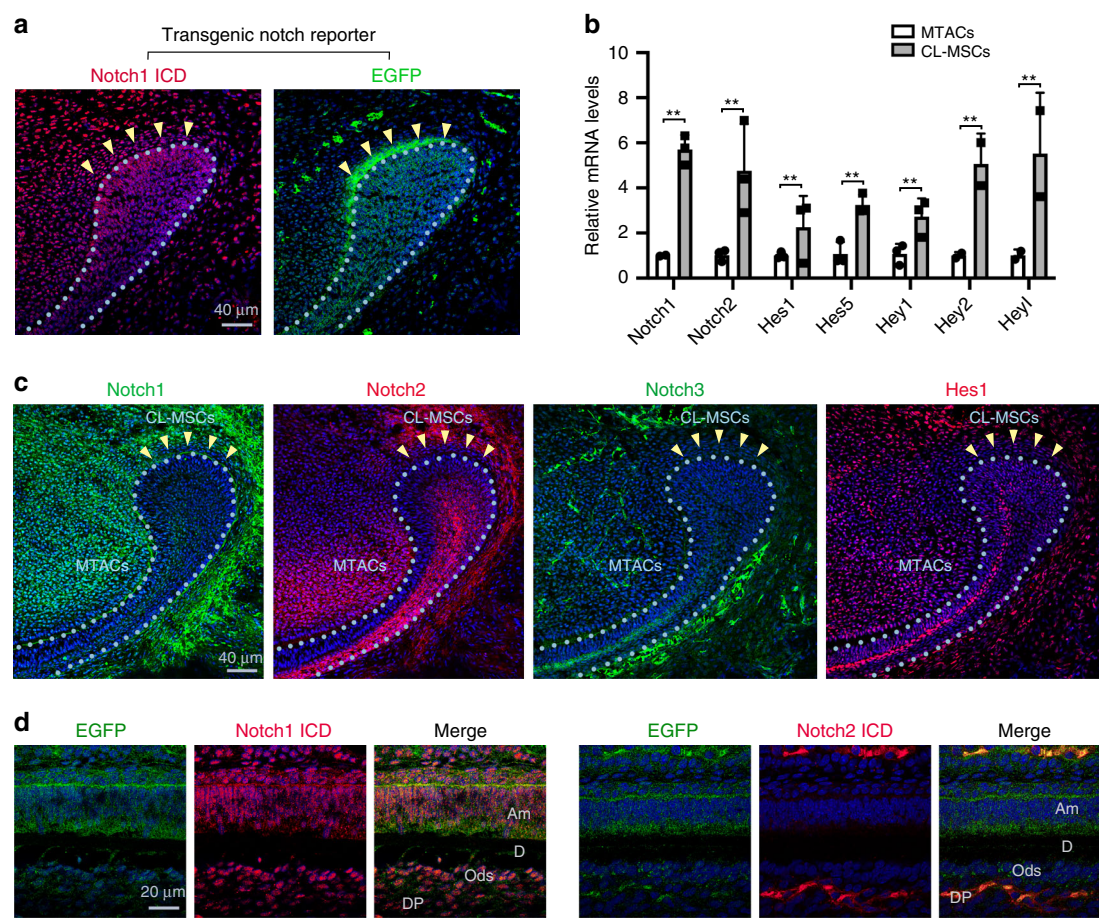 a
Transgenic notch reporter
Notch1 ICD
EGFP
40 μm
b
MTACs
CL-MSCs
Relative mRNA levels
10
8
6
4
2
0
** ** ** ** ** ** **
Notch1 Notch2 Hes1 Hes5 Hey1 Hey2 Heyl
c
Notch1 Notch2 Notch3 Hes1
CL-MSCs CL-MSCs CL-MSCs CL-MSCs
MTACs MTACs MTACs MTACs
40 μm
d
EGFP Notch1 ICD Merge EGFP Notch2 ICD Merge
Am
D
Ods
DP
20 μm
Am
D
Ods
DP